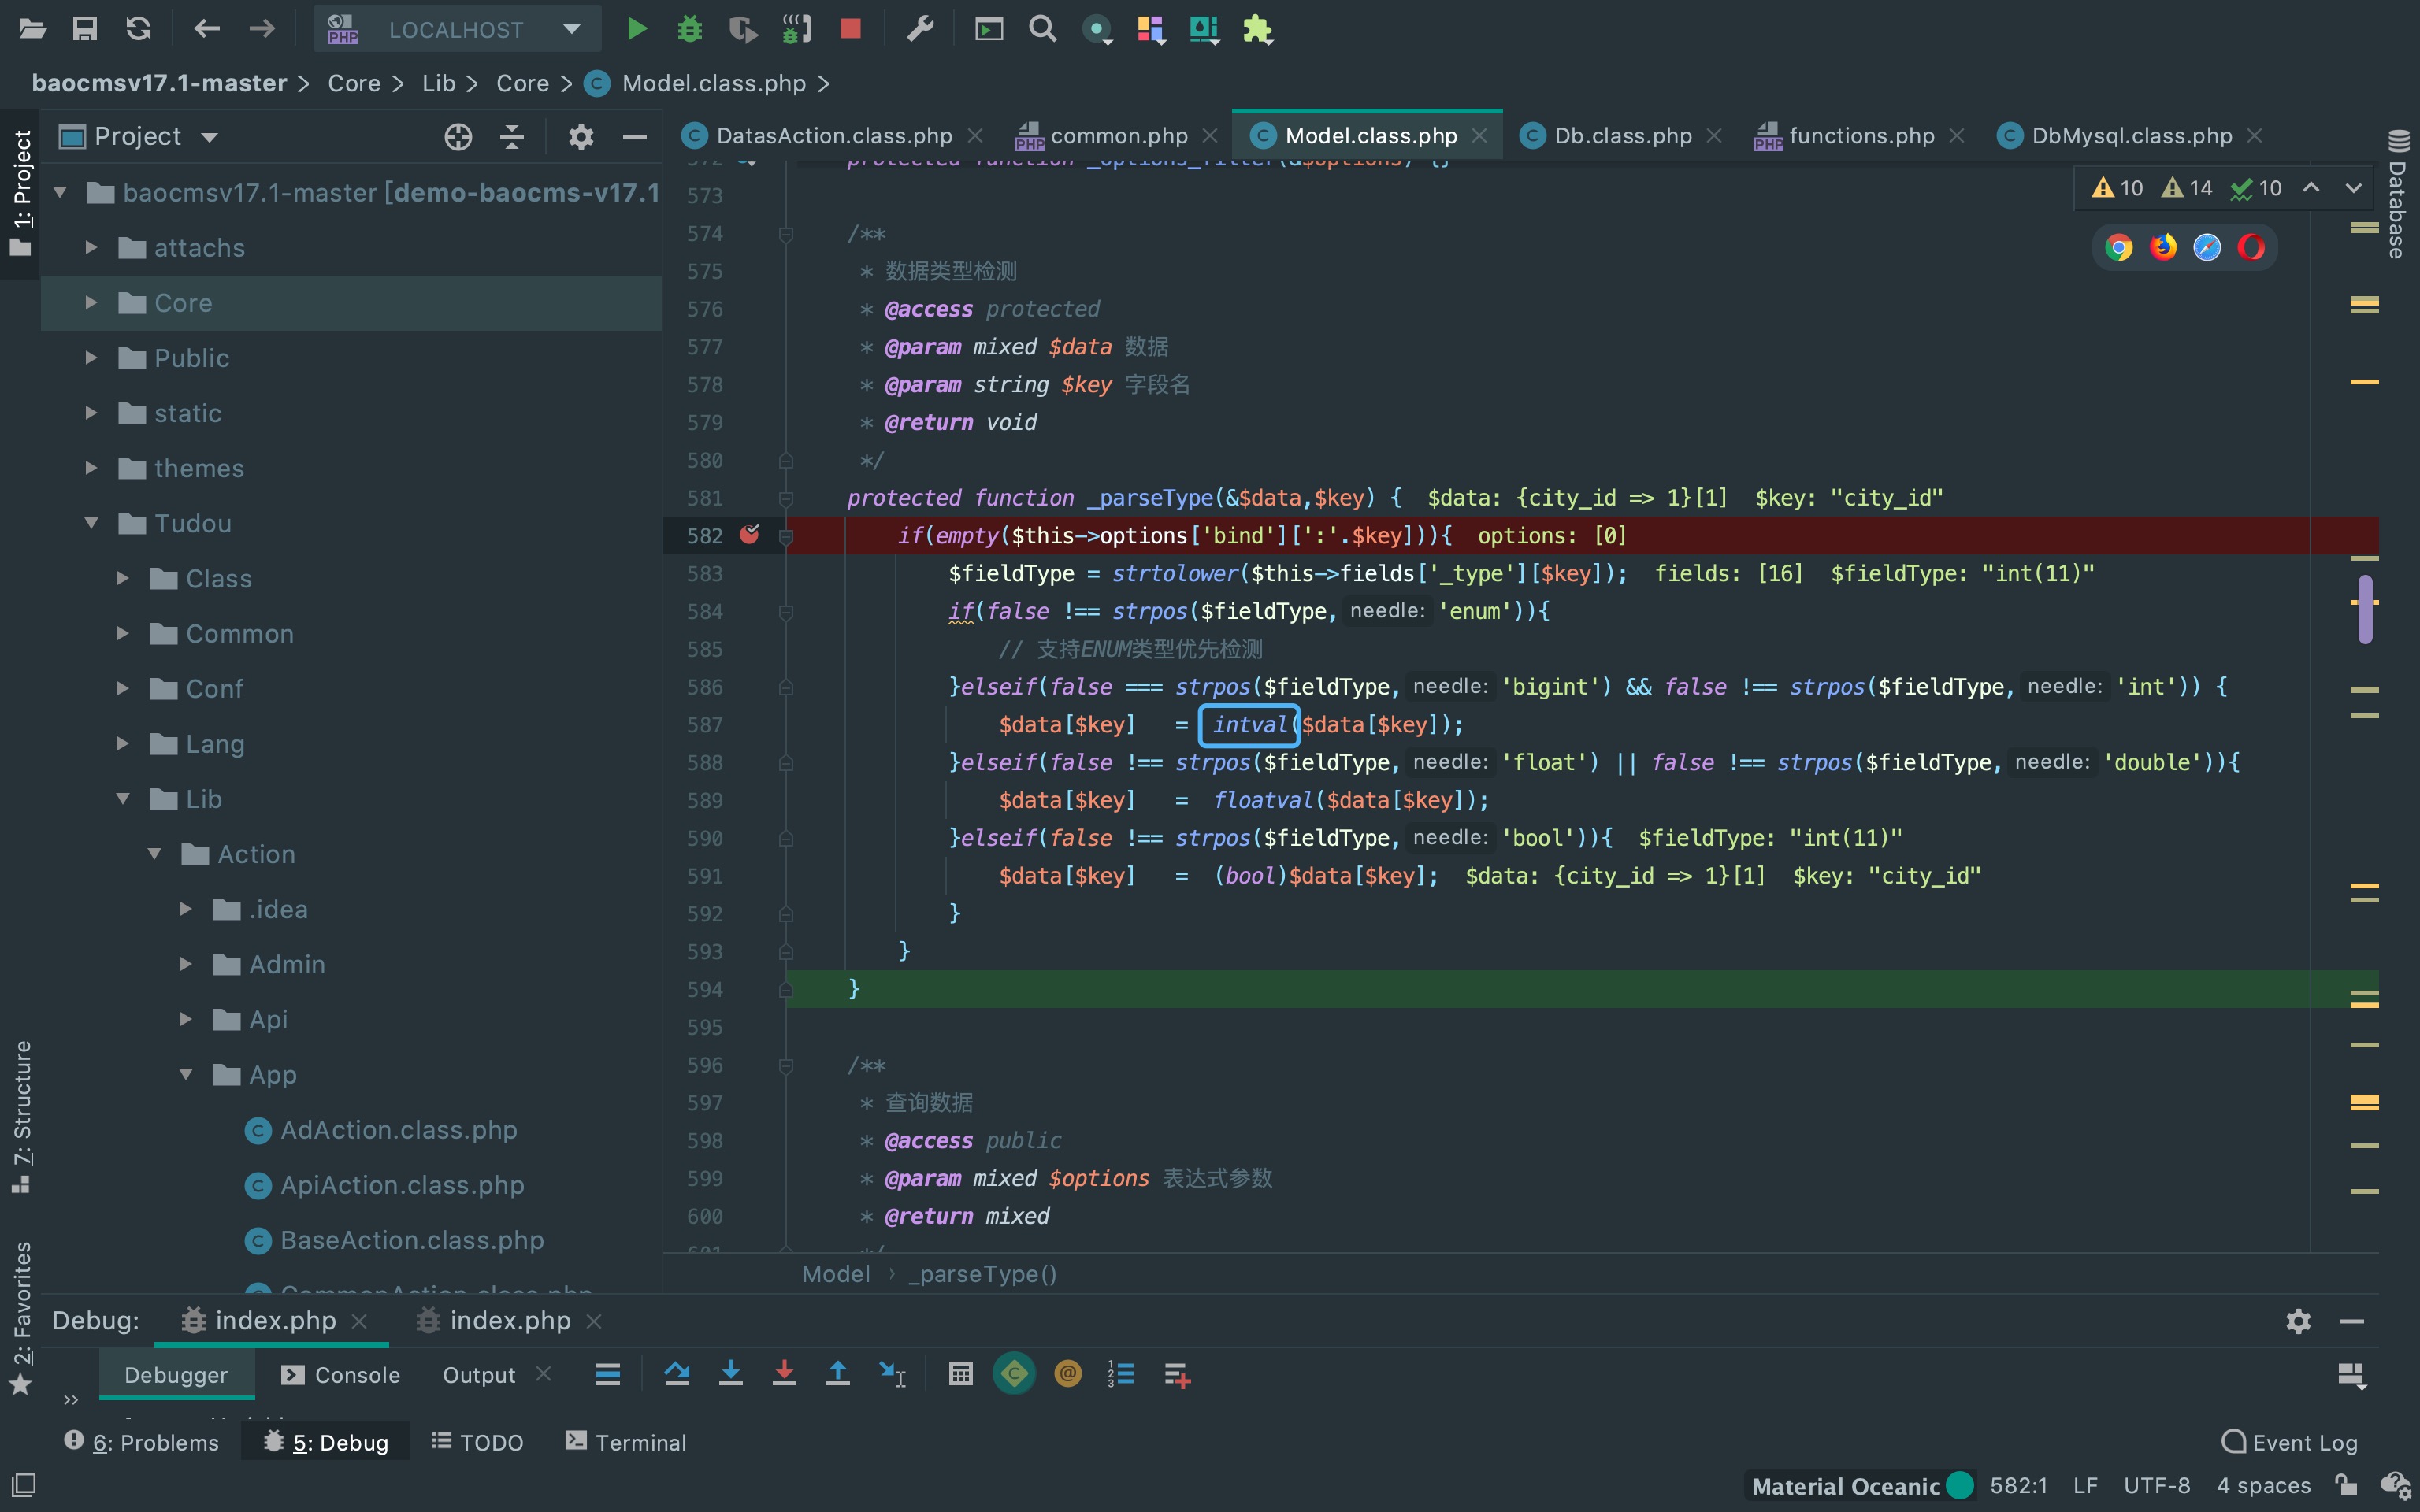 PHP LOCALHOST
baocmsv17.1-master > Core > Lib > Core > C Model.class.php >
1: Project
Project
C DatasAction.class.php
PHP common.php
C Model.class.php
C Db.class.php
PHP functions.php
C DbMysql.class.php
Database
10 14 10
baocmsv17.1-master [demo-baocms-v17.1
attachs
Core
Public
static
themes
Tudou
Class
Common
Conf
Lang
Lib
Action
.idea
Admin
Api
App
C AdAction.class.php
C ApiAction.class.php
C BaseAction.class.php
CommonAction.class.php
7: Structure
2: Favorites
572 protected function _options_filter(&$options) {}
573
574 /**
575 * 数据类型检测
576 * @access protected
577 * @param mixed $data 数据
578 * @param string $key 字段名
579 * @return void
580 */
581 protected function _parseType(&$data,$key) { $data: {city_id => 1}[1] $key: "city_id"
582 if(empty($this->options['bind'][':'.$key])){ options: [0]
583 $fieldType = strtolower($this->fields['_type'][$key]); fields: [16] $fieldType: "int(11)"
584 if(false !== strpos($fieldType, needle: 'enum')){
585 // 支持ENUM类型优先检测
586 }elseif(false === strpos($fieldType, needle: 'bigint') && false !== strpos($fieldType, needle: 'int')) {
587 $data[$key] = intval($data[$key]);
588 }elseif(false !== strpos($fieldType, needle: 'float') || false !== strpos($fieldType, needle: 'double')){
589 $data[$key] = floatval($data[$key]);
590 }elseif(false !== strpos($fieldType, needle: 'bool')){ $fieldType: "int(11)"
591 $data[$key] = (bool)$data[$key]; $data: {city_id => 1}[1] $key: "city_id"
592 }
593 }
594 }
595
596 /**
597 * 查询数据
598 * @access public
599 * @param mixed $options 表达式参数
600 * @return mixed
601 */
Model › _parseType()
Debug: index.php index.php
Debugger Console Output
6: Problems 5: Debug TODO Terminal Event Log
Material Oceanic 582:1 LF UTF-8 4 spaces